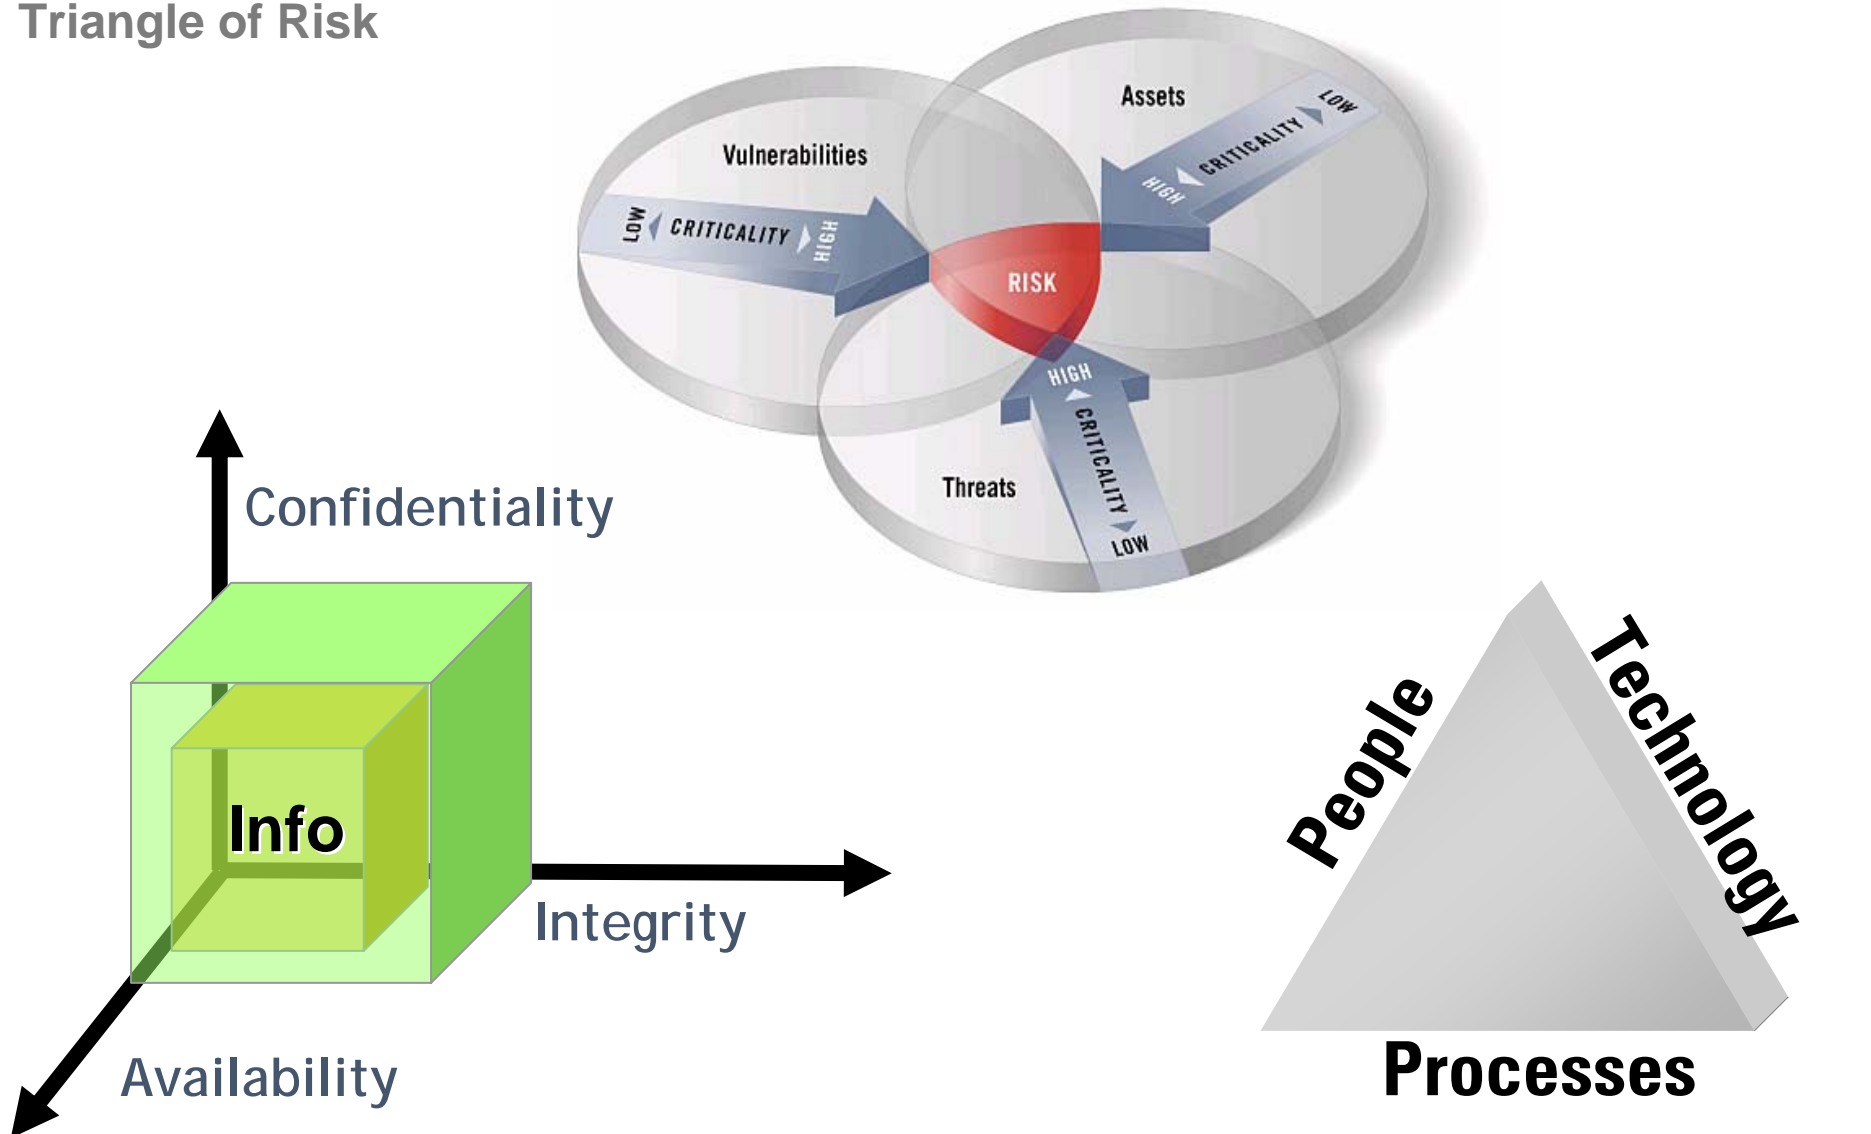 Triangle of Risk
Assets
LOW
CRITICALITY
HIGH
Vulnerabilities
LOW
CRITICALITY
HIGH
RISK
HIGH
CRITICALITY
LOW
Threats
Confidentiality
Info
Integrity
Availability
People
Technology
Processes